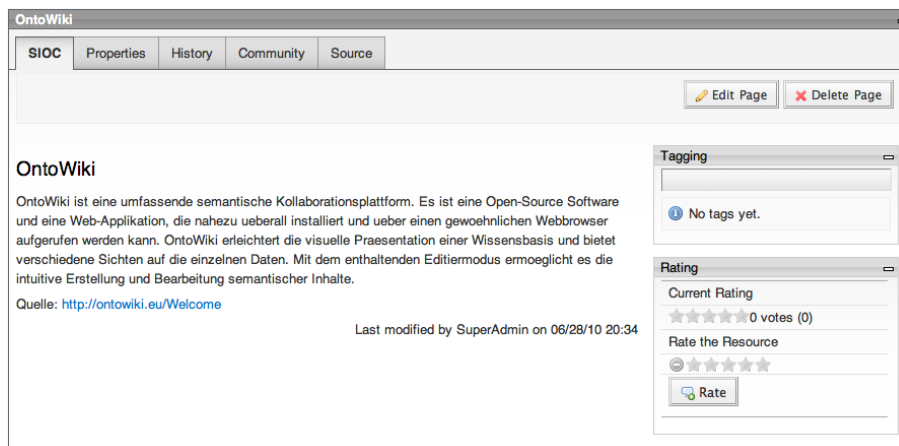 OntoWiki
SIOC Properties History Community Source
Edit Page Delete Page
OntoWiki
OntoWiki ist eine umfassende semantische Kollaborationsplattform. Es ist eine Open-Source Software
und eine Web-Applikation, die nahezu ueberall installiert und ueber einen gewoehnlichen Webbrowser
aufgerufen werden kann. OntoWiki erleichtert die visuelle Praesentation einer Wissensbasis und bietet
verschiedene Sichten auf die einzelnen Daten. Mit dem enthaltenden Editiermodus ermoeglicht es die
intuitive Erstellung und Bearbeitung semantischer Inhalte.
Quelle: http://ontowiki.eu/Welcome
Last modified by SuperAdmin on 06/28/10 20:34
Tagging
No tags yet.
Rating
Current Rating
0 votes (0)
Rate the Resource
Rate